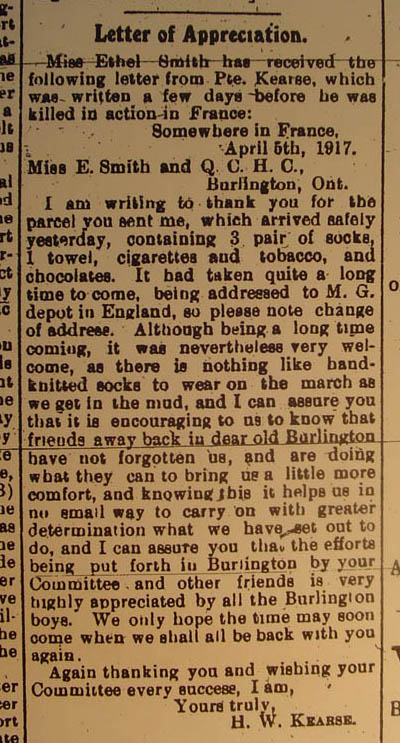 Letter of Appreciation.
Miss Ethel Smith has received the
following letter from Pte. Kearse, which
was written a few days before he was
killed in action in France:
Somewhere in France,
April 5th, 1917.
Miss E. Smith and Q. C. H. C.,
Burlington, Ont.
I am writing to thank you for the
parcel you sent me, which arrived safely
yesterday, containing 3 pair of socks,
1 towel, cigarettes and tobacco, and
chocolates. It had taken quite a long
time to come, being addressed to M. G.
depot in England, so please note change
of address. Although being a long time
coming, it was nevertheless very wel-
come, as there is nothing like hand-
knitted socks to wear on the march as
we get in the mud, and I can assure you
that it is encouraging to us to know that
friends away back in dear old Burlington
have not forgotten us, and are doing
what they can to bring us a little more
comfort, and knowing this it helps us in
no small way to carry on with greater
determination what we have set out to
do, and I can assure you that the efforts
being put forth in Burlington by your
Committee and other friends is very
highly appreciated by all the Burlington
boys. We only hope the time may soon
come when we shall all be back with you
again.
Again thanking you and wishing your
Committee every success, I am,
Yours truly,
H. W. KEARSE.